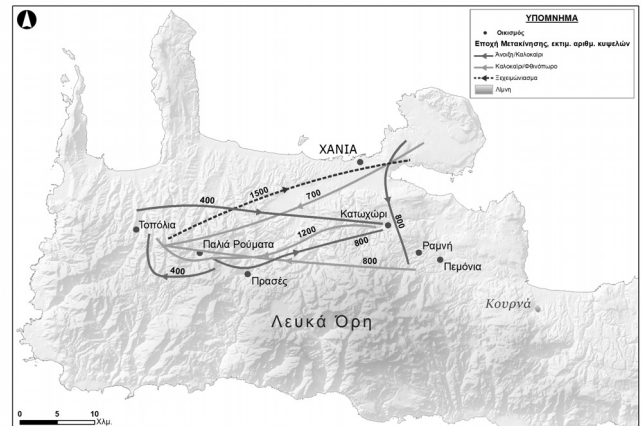 ΥΠΟΜΝΗΜΑ
Οικισμός
Εποχή Μετακίνησης, εκτιμ. αριθμ. κυψελών
Άνοιξη/Καλοκαίρι
Καλοκαίρι/Φθινόπωρο
Ξεχειμώνιασμα
Λίμνη
ΧΑΝΙΑ
1500
700
400
Κατωχώρι
Τοπόλια
1200
800
Παλιά Ρούματα
800
Ραμνή
400
800
Πεμόνια
Πρασές
Κουρνά
Λευκά Όρη
0 5 10
Χλμ.